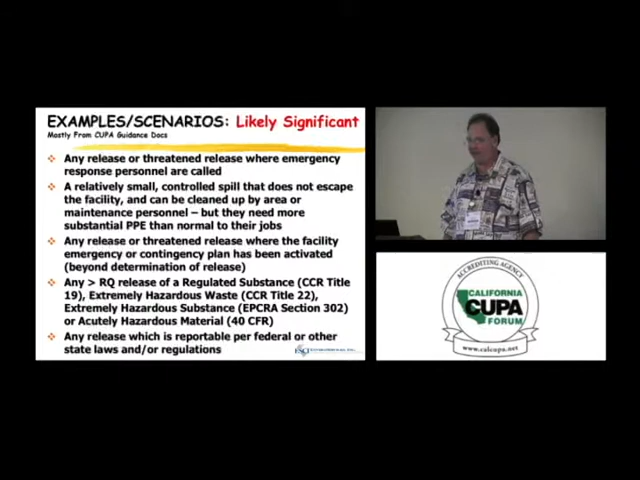 EXAMPLES/SCENARIOS: Likely Significant
Mostly From CUPA Guidance Docs
Any release or threatened release where emergency
response personnel are called
A relatively small, controlled spill that does not escape
the facility, and can be cleaned up by area or
maintenance personnel – but they need more
substantial PPE than normal to their jobs
Any release or threatened release where the facility
emergency or contingency plan has been activated
(beyond determination of release)
Any > RQ release of a Regulated Substance (CCR Title
19), Extremely Hazardous Waste (CCR Title 22),
Extremely Hazardous Substance (EPCRA Section 302)
or Acutely Hazardous Material (40 CFR)
Any release which is reportable per federal or other
state laws and/or regulations
ACCREDITING AGENCY
CALIFORNIA
CUPA
FORUM
www.calcupa.net